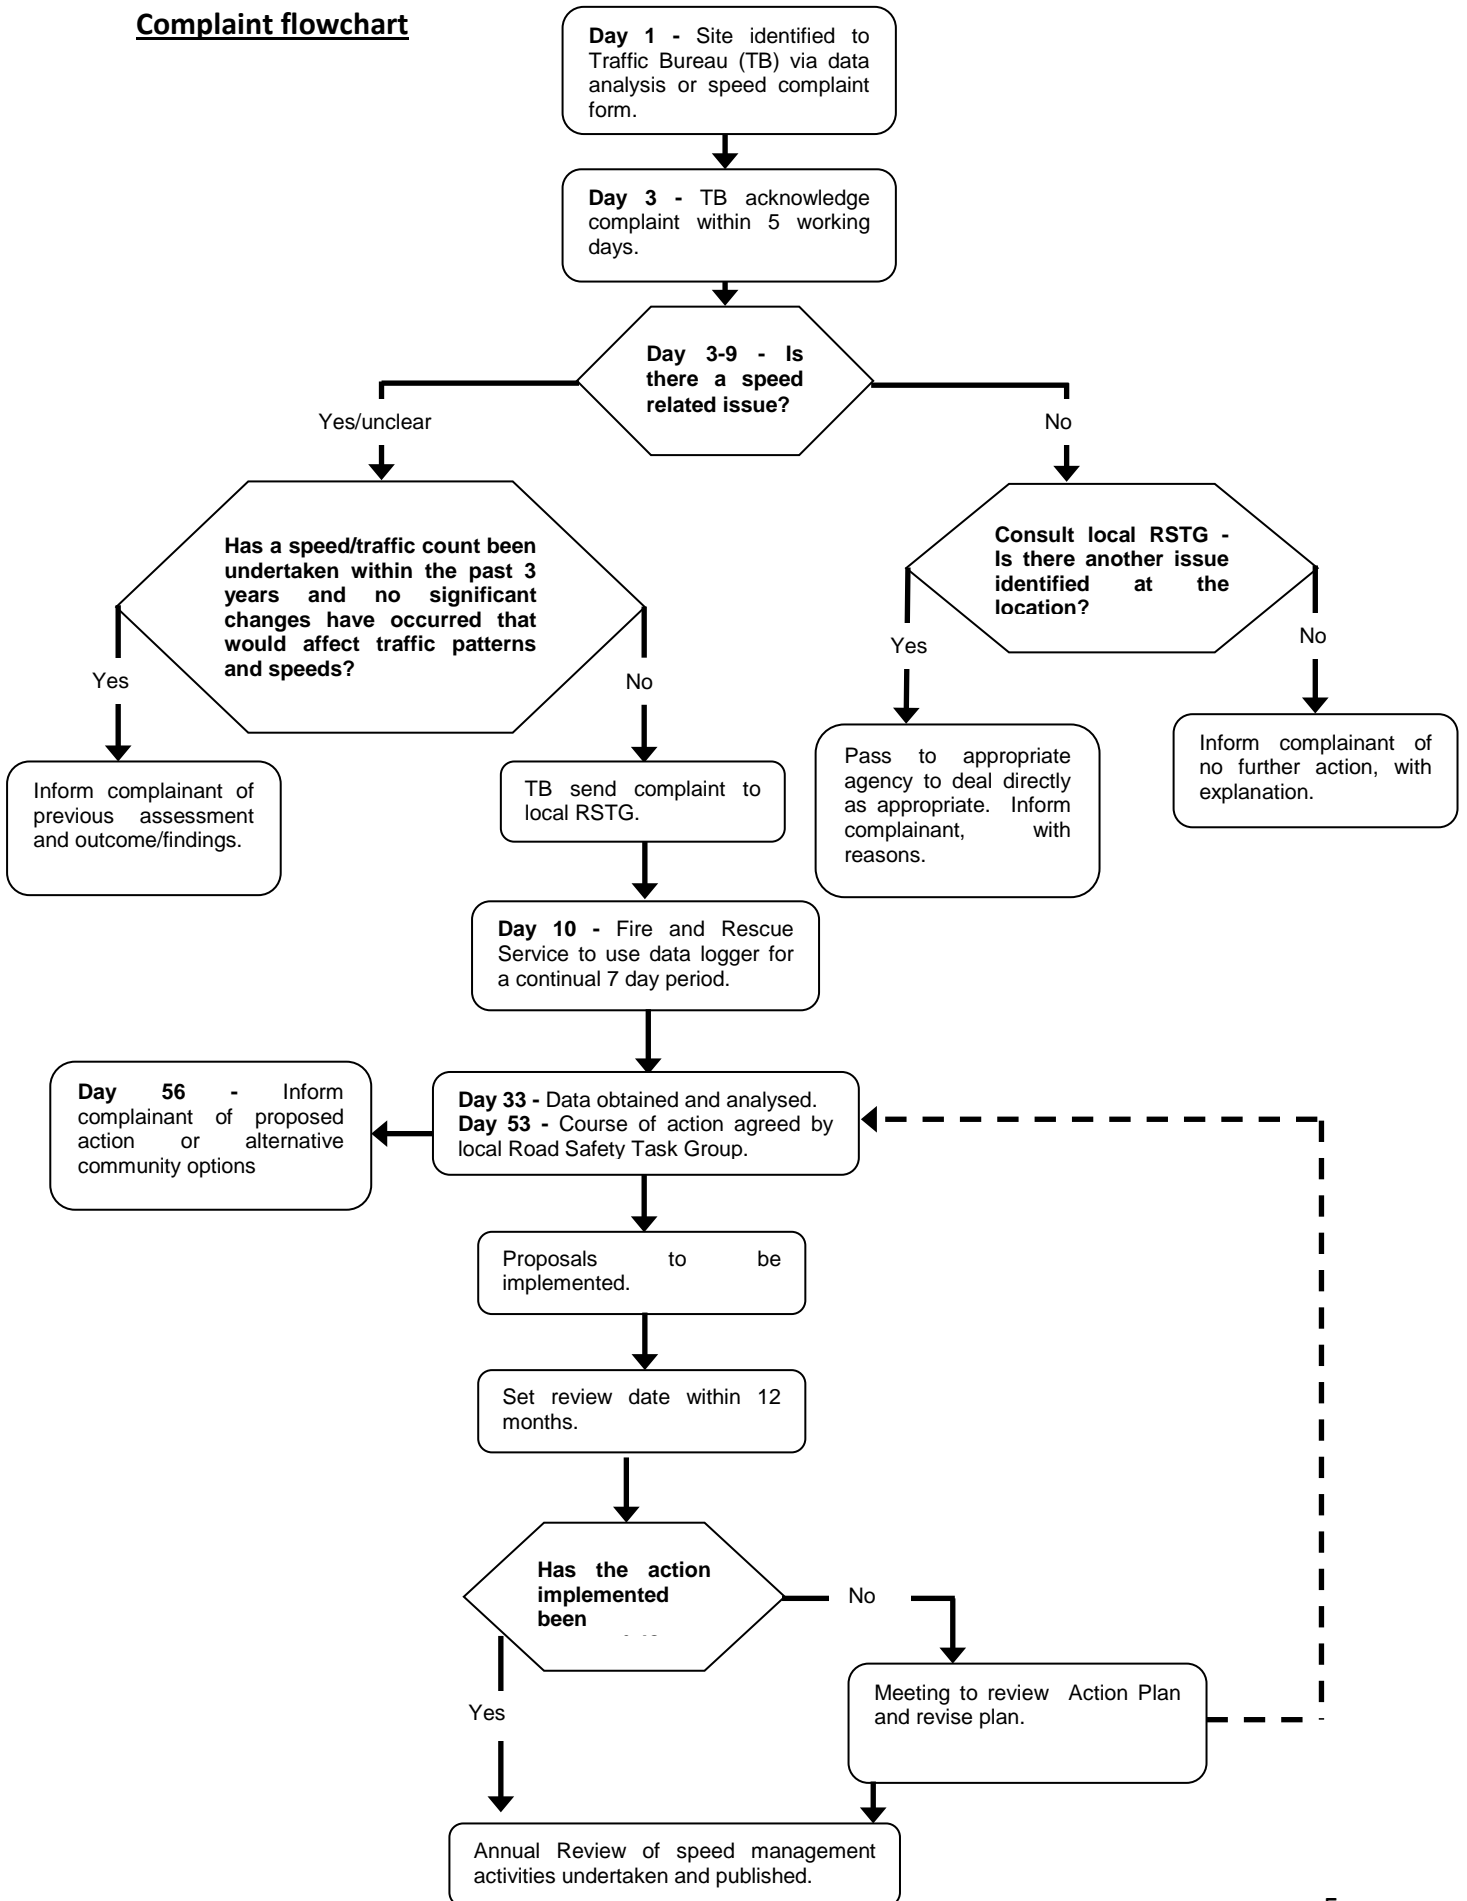 Complaint flowchart
Day 1 - Site identified to
Traffic Bureau (TB) via data
analysis or speed complaint
form.
Day 3 - TB acknowledge
complaint within 5 working
days.
Day 3-9 - Is
there a speed
related issue?
Yes/unclear
No
Has a speed/traffic count been
undertaken within the past 3
years and no significant
changes have occurred that
would affect traffic patterns
and speeds?
Consult local RSTG -
Is there another issue
identified at the
location?
Yes
No
Yes
No
Inform complainant of
previous assessment
and outcome/findings.
TB send complaint to
local RSTG.
Pass to appropriate
agency to deal directly
as appropriate. Inform
complainant, with
reasons.
Inform complainant of
no further action, with
explanation.
Day 10 - Fire and Rescue
Service to use data logger for
a continual 7 day period.
Day 56 - Inform
complainant of proposed
action or alternative
community options
Day 33 - Data obtained and analysed.
Day 53 - Course of action agreed by
local Road Safety Task Group.
Proposals to be
implemented.
Set review date within 12
months.
Has the action
implemented
been
No
Yes
Meeting to review Action Plan
and revise plan.
Annual Review of speed management
activities undertaken and published.